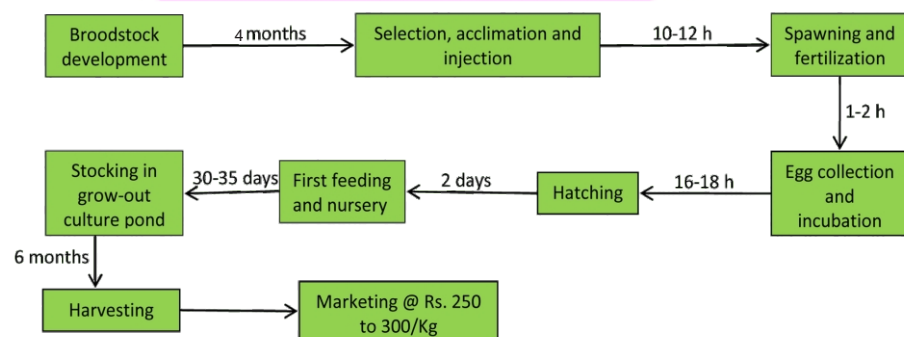 Broodstock
development
4 months
Selection, acclimation and
injection
10-12 h
Spawning and
fertilization
1-2 h
Egg collection
and
incubation
16-18 h
Hatching
2 days
First feeding
and nursery
30-35 days
Stocking in
grow-out
culture pond
6 months
Harvesting
Marketing @ Rs. 250
to 300/Kg